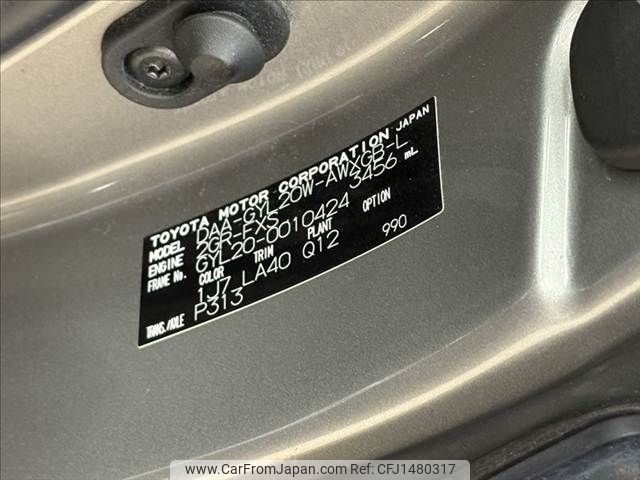 TOYOTA MOTOR CORPORATION JAPAN
MODEL DAA-GYL20W-AWXGB-L
ENGINE 2GR-FXS 3456 mL
FRAME No. GYL20-0010424
COLOR TRIM PLANT OPTION
1J7 LA40 Q12 990
TRANS./AXLE P313
www.CarFromJapan.com Ref No: CFJ1480317